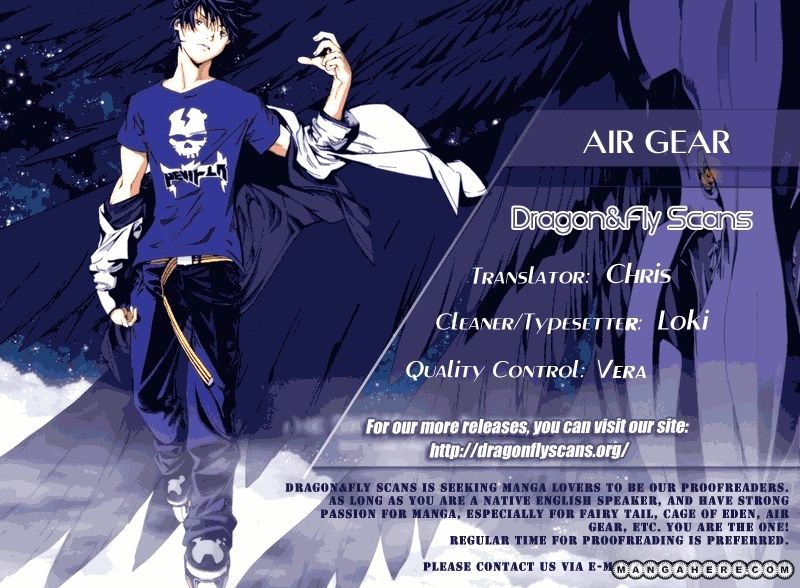 AIR GEAR
Dragon&Fly Scans
TRANSLATOR: CHRIS
CLEANER/TYPESETTER: LOKI
QUALITY CONTROL: VERA
For our more releases, you can visit our site:
http://dragonflyscans.org/
DRAGON&FLY SCANS IS SEEKING MANGA LOVERS TO BE OUR PROOFREADERS.
AS LONG AS YOU ARE A NATIVE ENGLISH SPEAKER, AND HAVE STRONG
PASSION FOR MANGA, ESPECIALLY FOR FAIRY TAIL, CAGE OF EDEN, AIR
GEAR, ETC. YOU ARE THE ONE!
REGULAR TIME FOR PROOFREADING IS PREFERRED.
PLEASE CONTACT US VIA E-M
MANGAHERE.COM